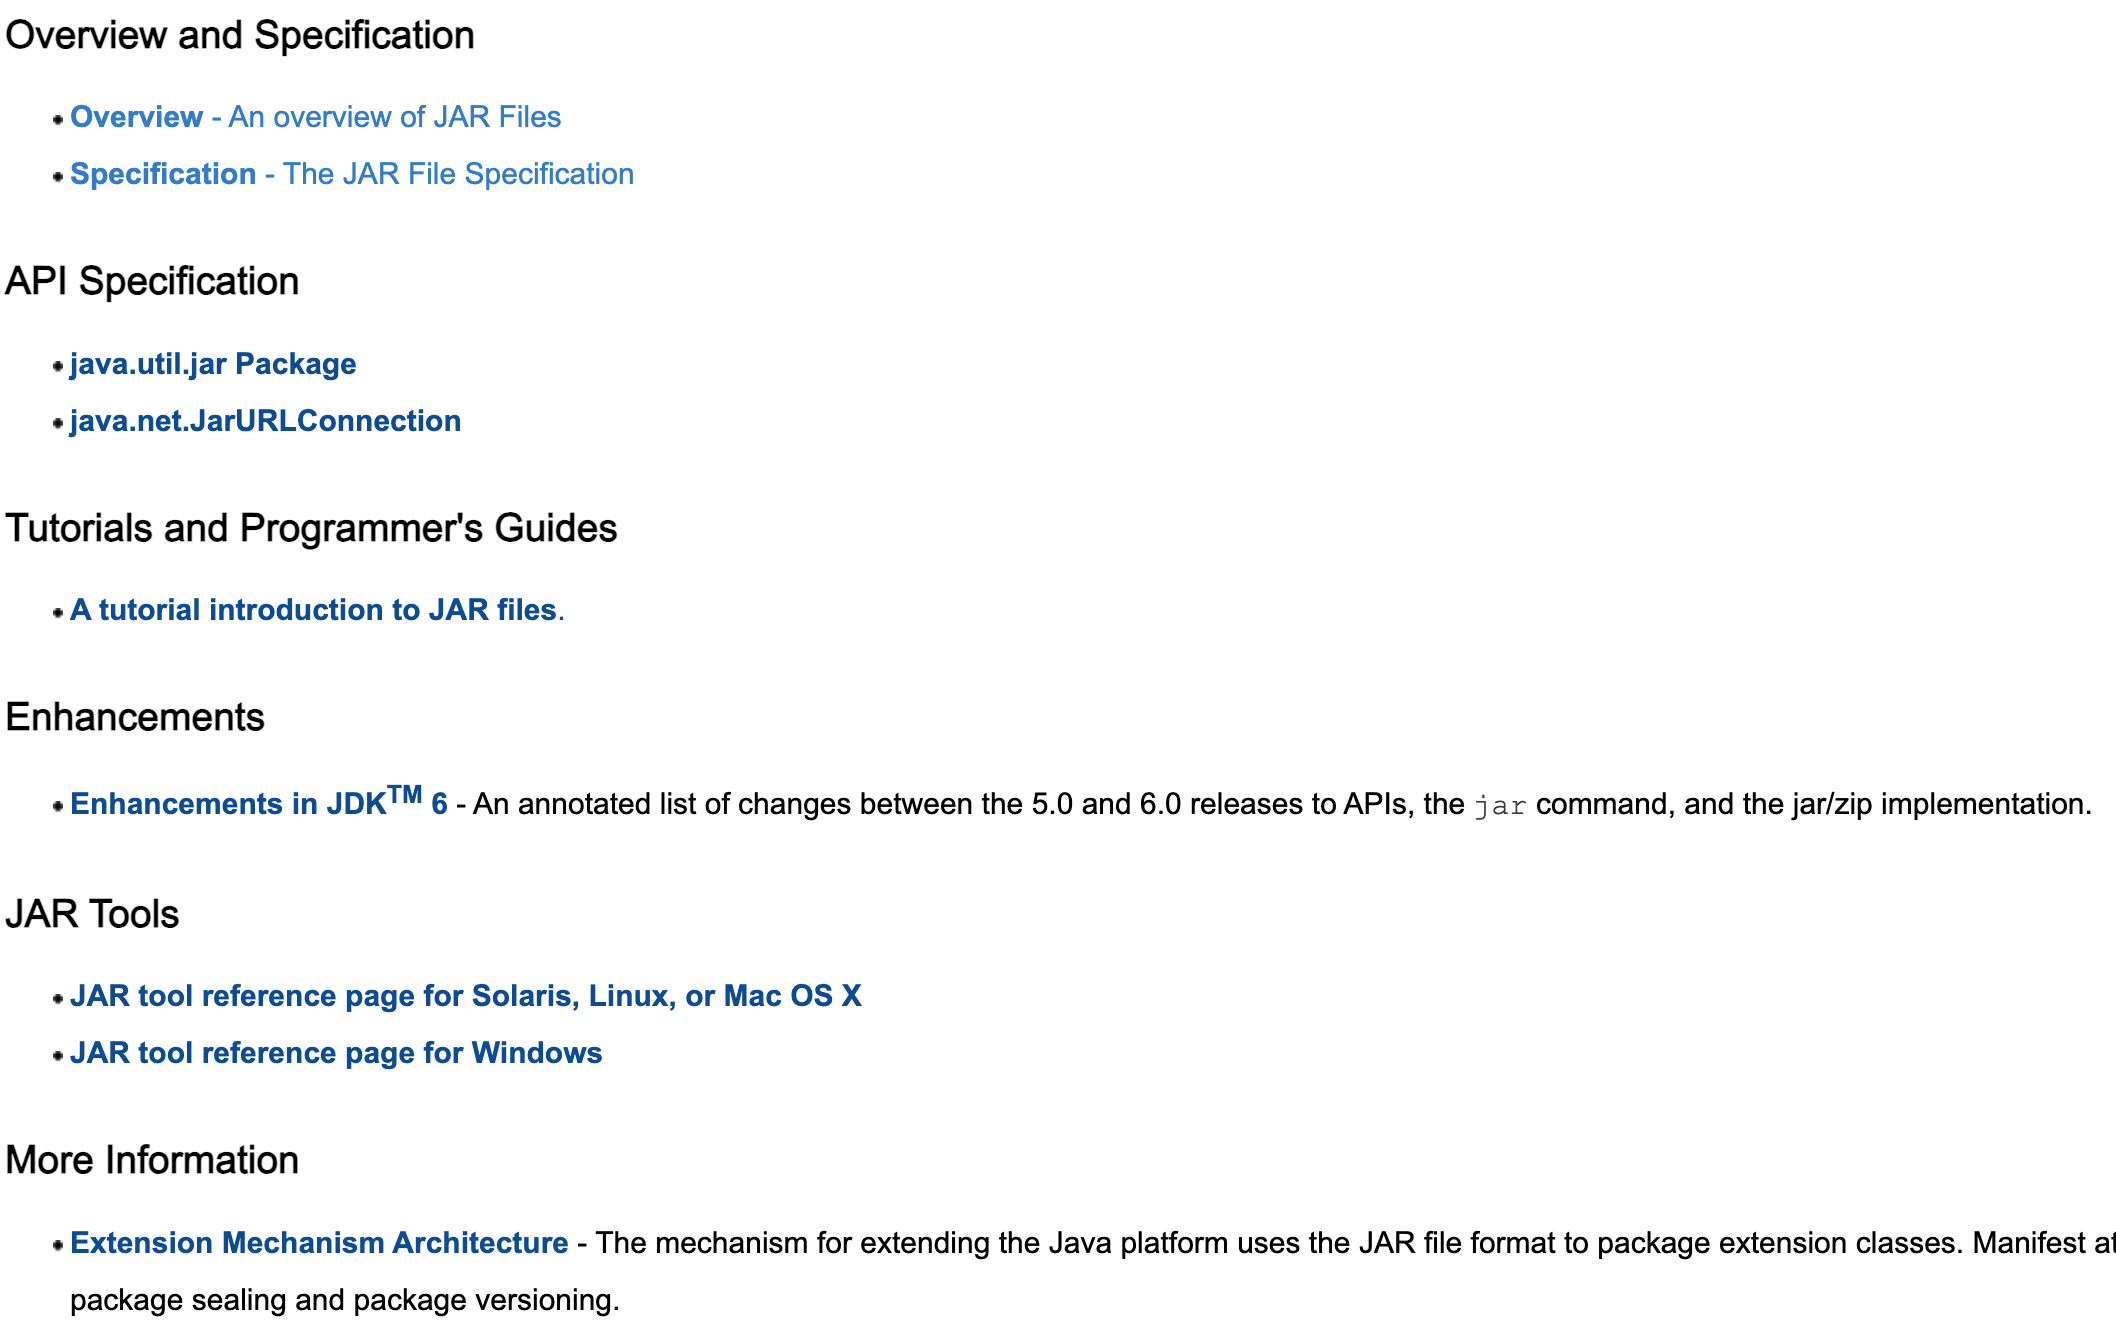 Overview and Specification
Overview - An overview of JAR Files
Specification - The JAR File Specification
API Specification
java.util.jar Package
java.net.JarURLConnection
Tutorials and Programmer's Guides
A tutorial introduction to JAR files.
Enhancements
Enhancements in JDK™ 6 - An annotated list of changes between the 5.0 and 6.0 releases to APIs, the jar command, and the jar/zip implementation.
JAR Tools
JAR tool reference page for Solaris, Linux, or Mac OS X
JAR tool reference page for Windows
More Information
Extension Mechanism Architecture - The mechanism for extending the Java platform uses the JAR file format to package extension classes. Manifest
package sealing and package versioning.